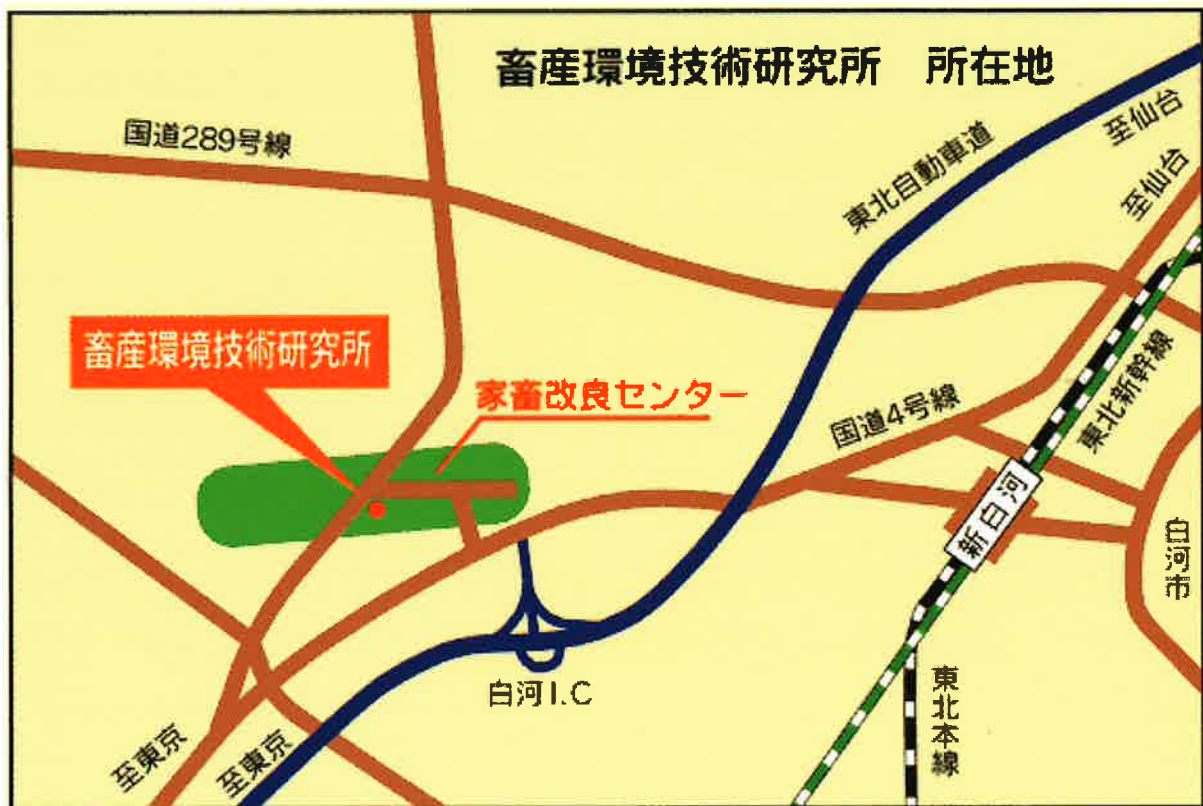 畜産環境技術研究所　所在地
国道289号線
至仙台
至仙台
東北自動車道
畜産環境技術研究所
家畜改良センター
国道4号線
東北新幹線
新白河
白河市
白河I.C
東北本線
至東京
至東京